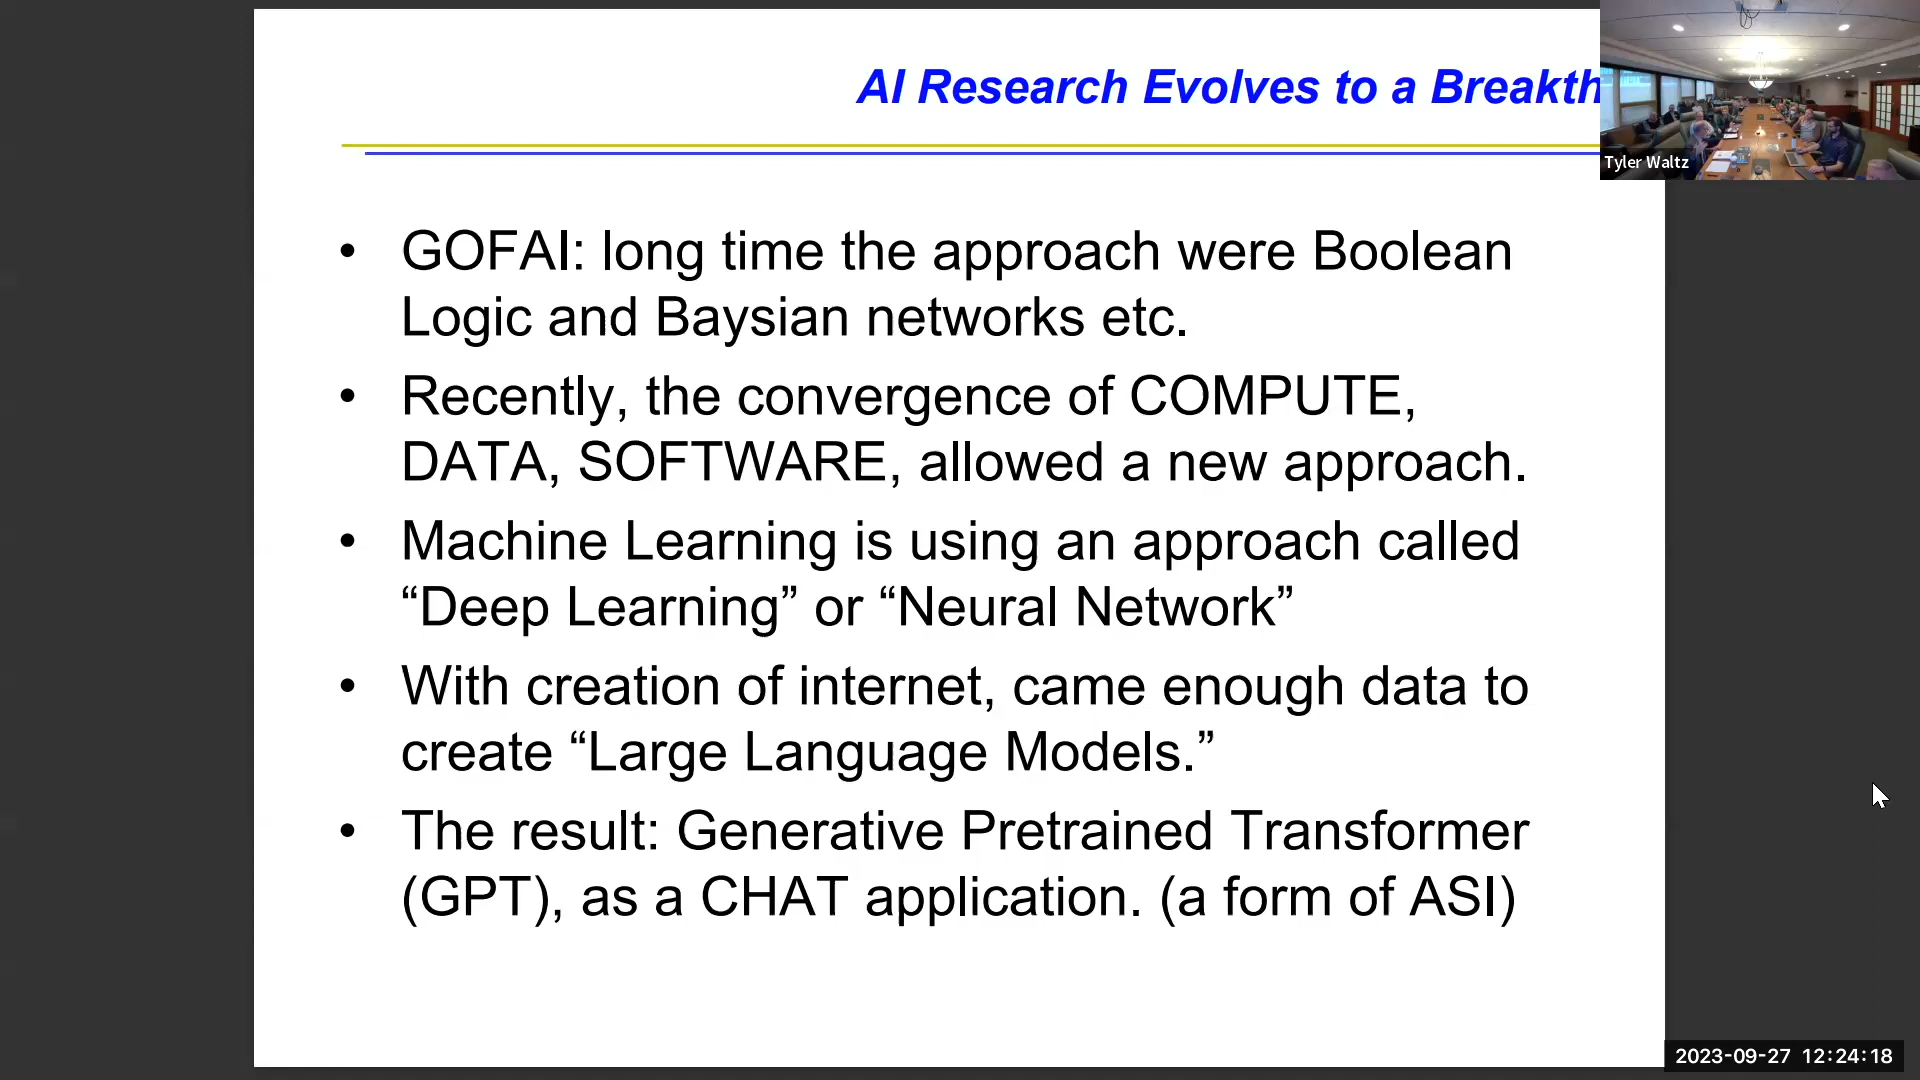 AI Research Evolves to a Breakth
Tyler Waltz
• GOFAI: long time the approach were Boolean
Logic and Baysian networks etc.
• Recently, the convergence of COMPUTE,
DATA, SOFTWARE, allowed a new approach.
• Machine Learning is using an approach called
“Deep Learning” or “Neural Network”
• With creation of internet, came enough data to
create “Large Language Models.”
• The result: Generative Pretrained Transformer
(GPT), as a CHAT application. (a form of ASI)
2023-09-27 12:24:18